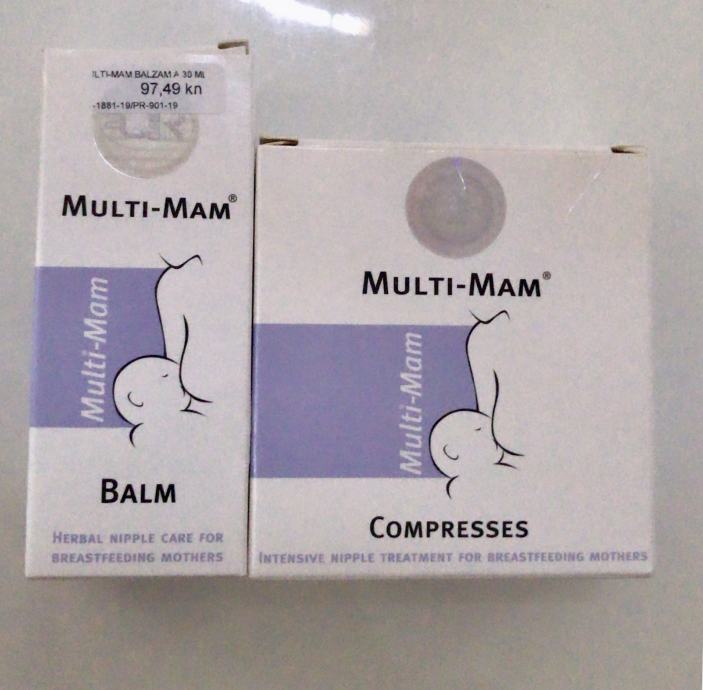 LTI-MAM BALZAM A 30 ML
97,49 kn
-1881-19/PR-901-19
MULTI-MAM®
Multi-Mam
BALM
HERBAL NIPPLE CARE FOR
BREASTFEEDING MOTHERS
MULTI-MAM®
Multi-Mam
COMPRESSES
INTENSIVE NIPPLE TREATMENT FOR BREASTFEEDING MOTHERS